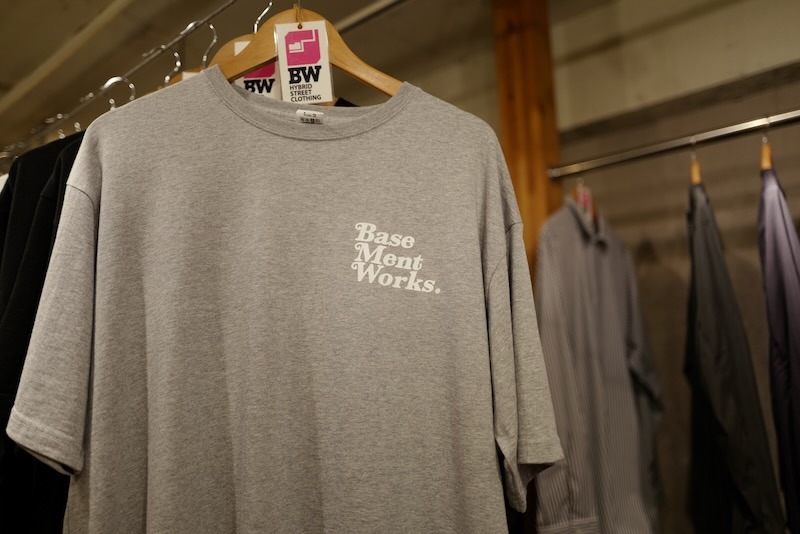 BW
BW
HYBRID
STREET
CLOTHING
Base
Ment
Works.